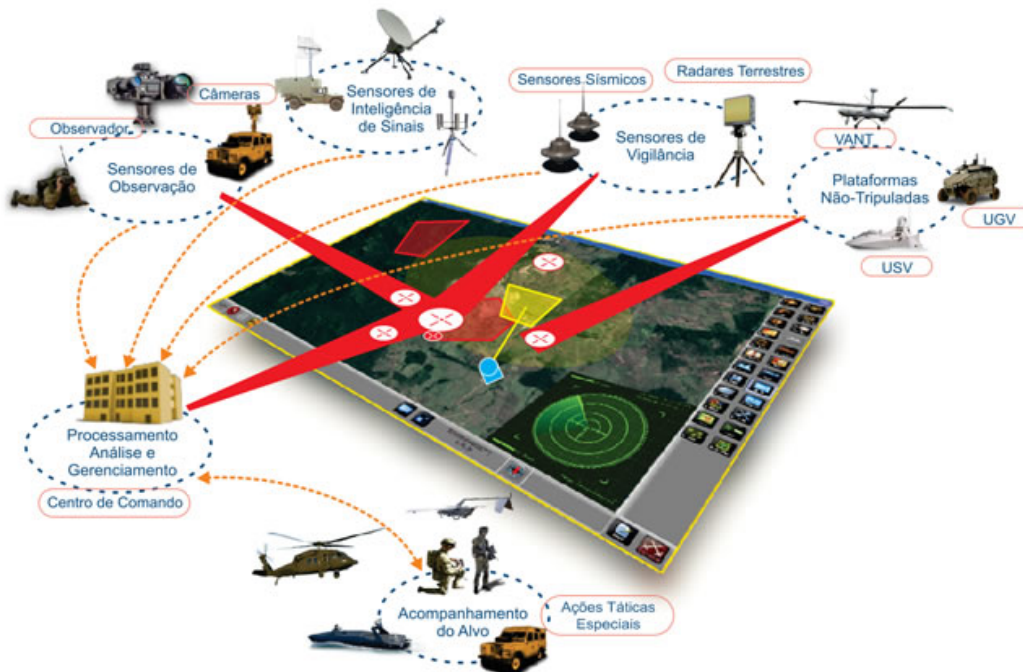 Câmeras
Observador
Sensores de
Observação
Sensores de
Inteligência
de Sinais
Sensores Sísmicos
Radares Terrestres
Sensores de
Vigilância
VANT
Plataformas
Não-Tripuladas
UGV
USV
Processamento
Análise e
Gerenciamento
Centro de Comando
Acompanhamento
do Alvo
Ações Táticas
Especiais